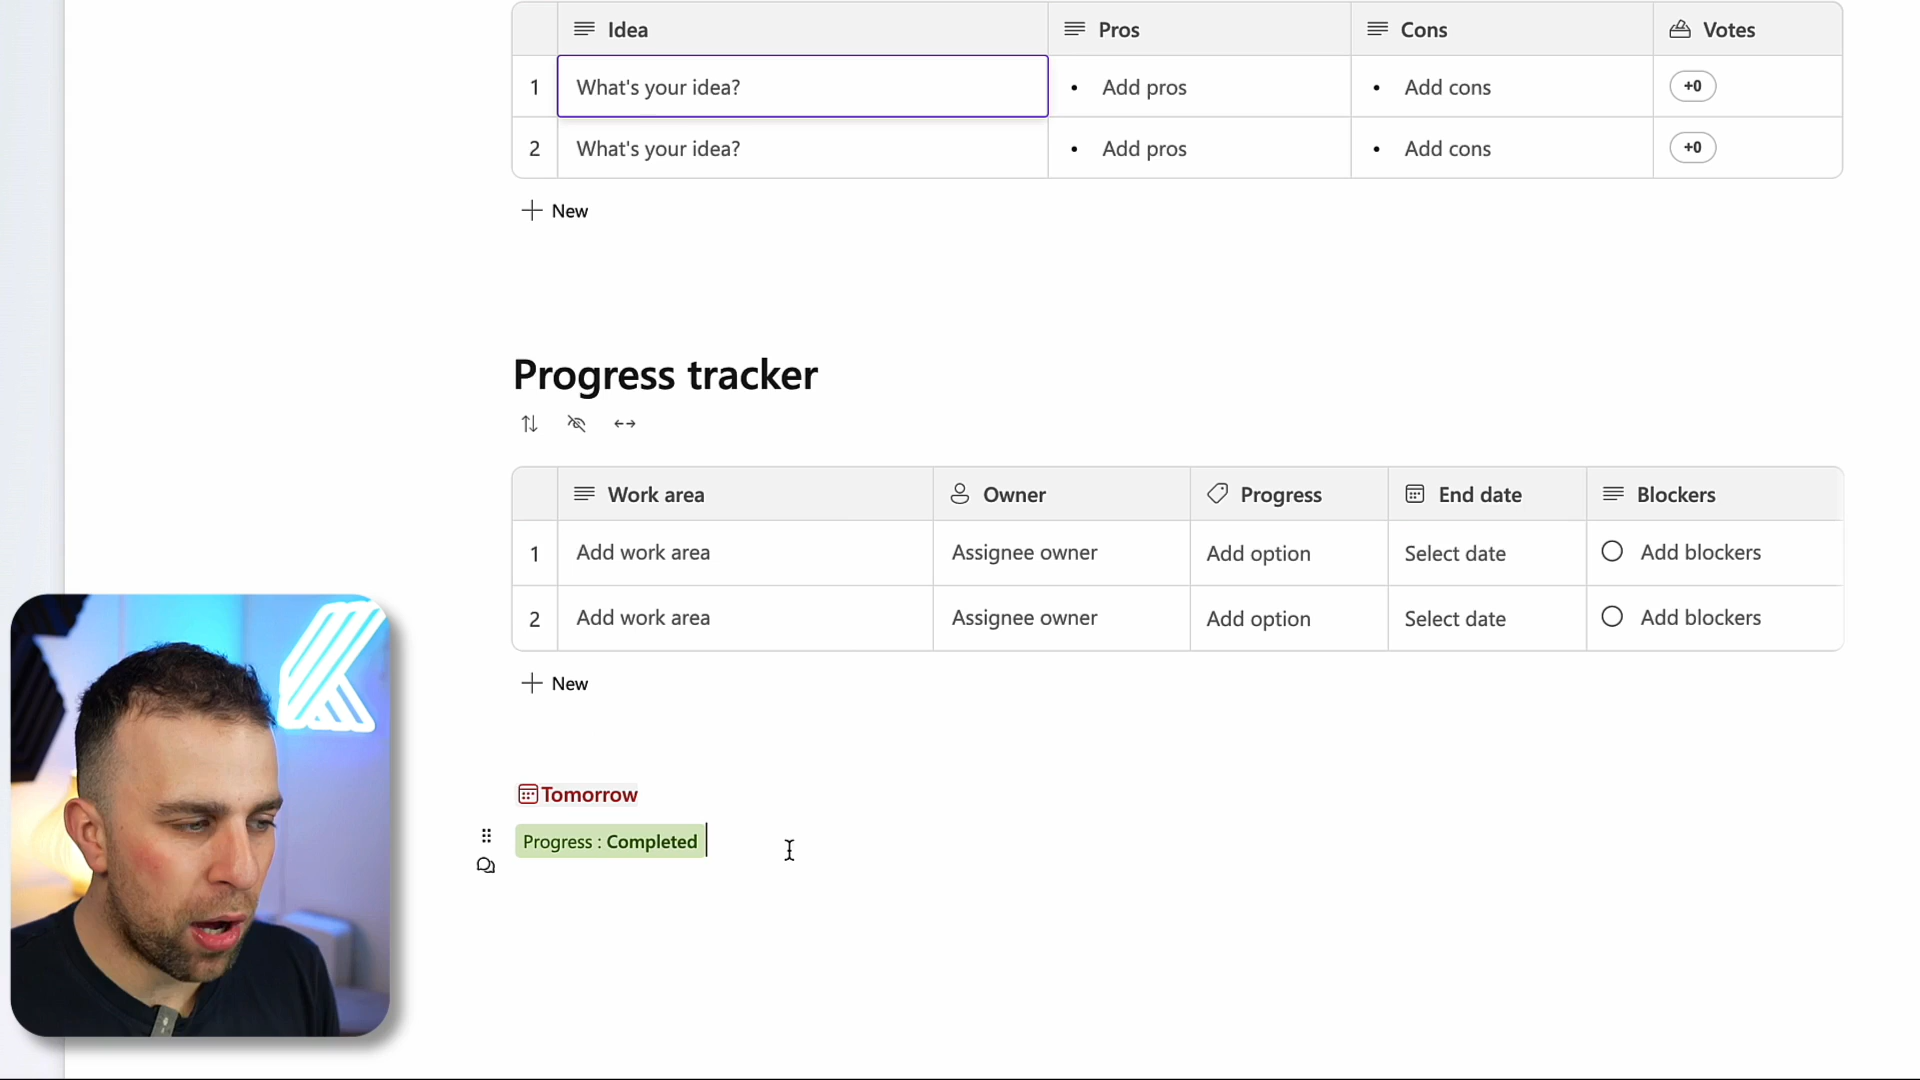 Idea Pros Cons Votes
1 What's your idea? • Add pros • Add cons +0
2 What's your idea? • Add pros • Add cons +0
New
Progress tracker
Work area Owner Progress End date Blockers
1 Add work area Assignee owner Add option Select date Add blockers
2 Add work area Assignee owner Add option Select date Add blockers
New
Tomorrow
Progress : Completed